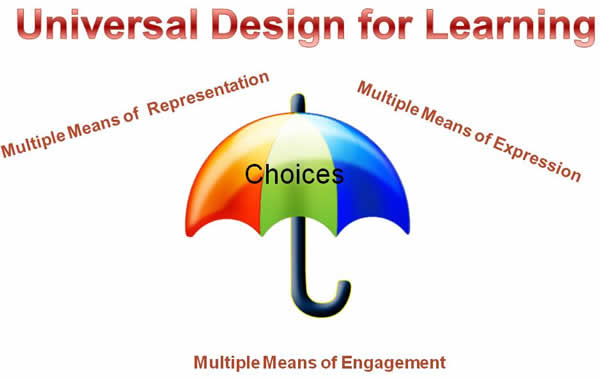 Universal Design for Learning
Multiple Means of Representation
Multiple Means of Expression
Choices
Multiple Means of Engagement